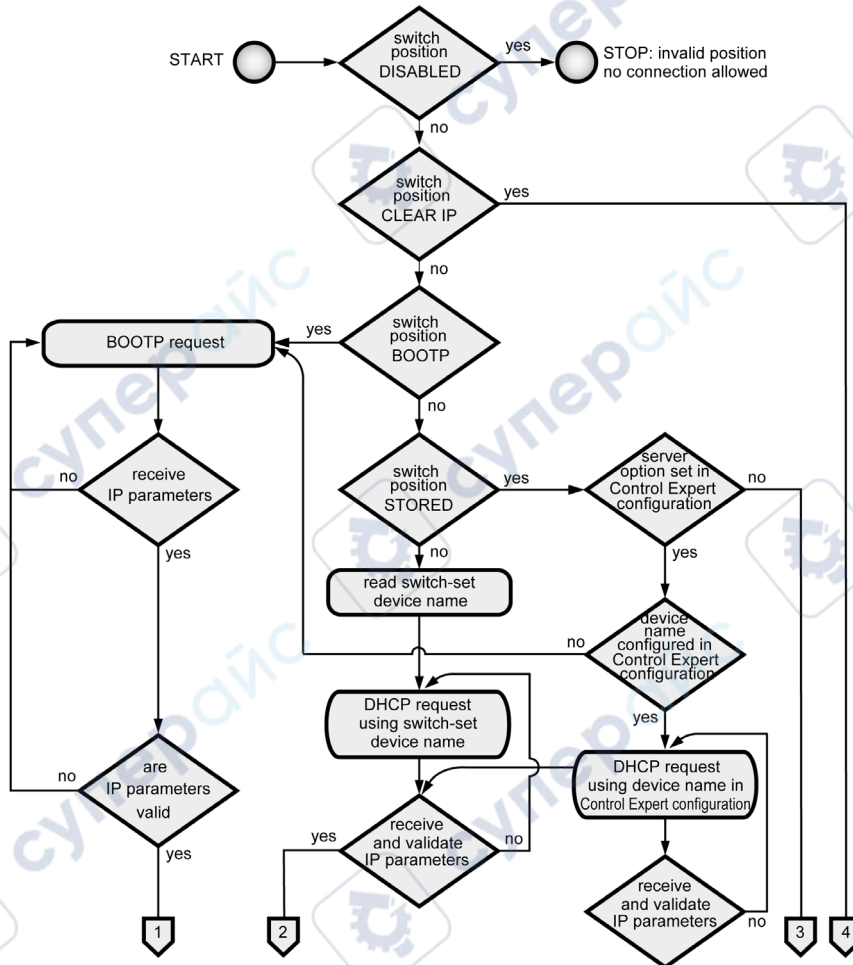 START
switch
position
DISABLED
yes
STOP: invalid position
no connection allowed
no
switch
position
CLEAR IP
yes
no
BOOTP request
yes
switch
position
BOOTP
no
no
receive
IP parameters
yes
switch
position
STORED
yes
server
option set in
Control Expert
configuration
no
no
yes
read switch-set
device name
no
device
name
configured in
Control Expert
configuration
yes
DHCP request
using switch-set
device name
DHCP request
using device name in
Control Expert configuration
no
are
IP parameters
valid
yes
yes
receive
and validate
IP parameters
no
receive
and validate
IP parameters
no
1
2
3
4
суперайс
суперайс
суперайс
суперайс
суперайс